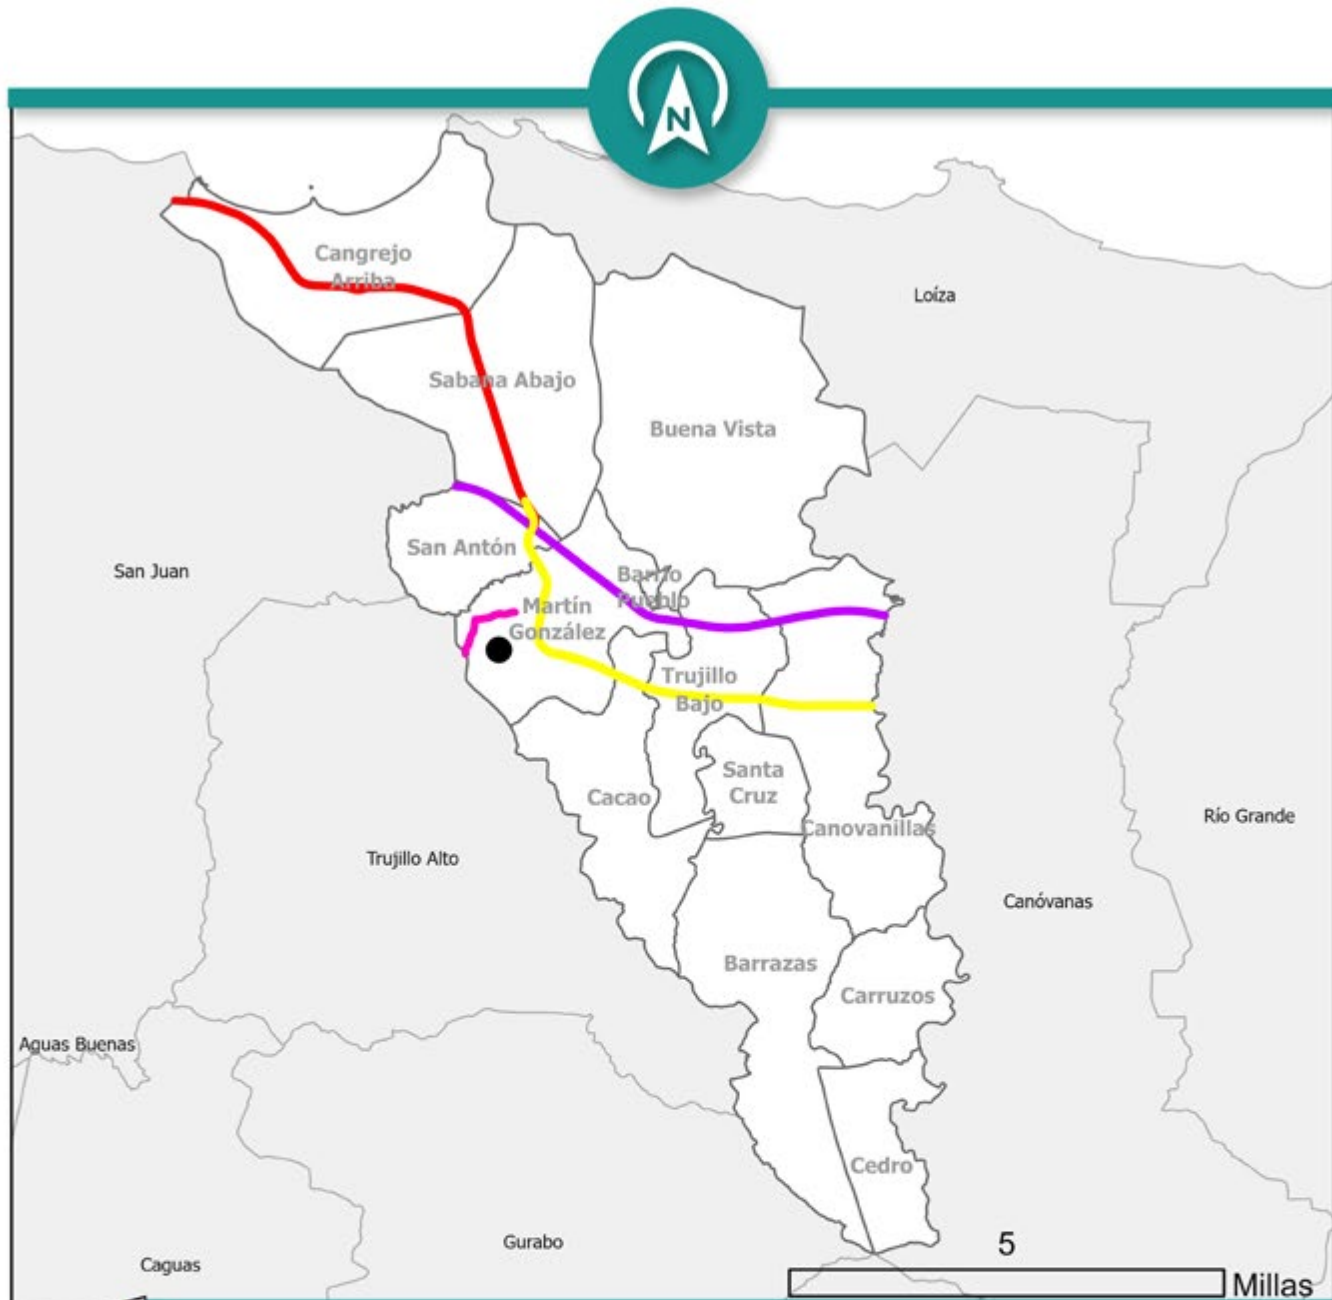 N
Cangrejo
Arriba
Loíza
Sabana Abajo
Buena Vista
San Antón
San Juan
Barrio
Pueblo
Martín
González
Trujillo
Bajo
Santa
Cruz
Cacao
Canovanillas
Río Grande
Trujillo Alto
Canóvanas
Barrazas
Carruzos
Aguas Buenas
Cedro
Gurabo
Caguas
5
Millas